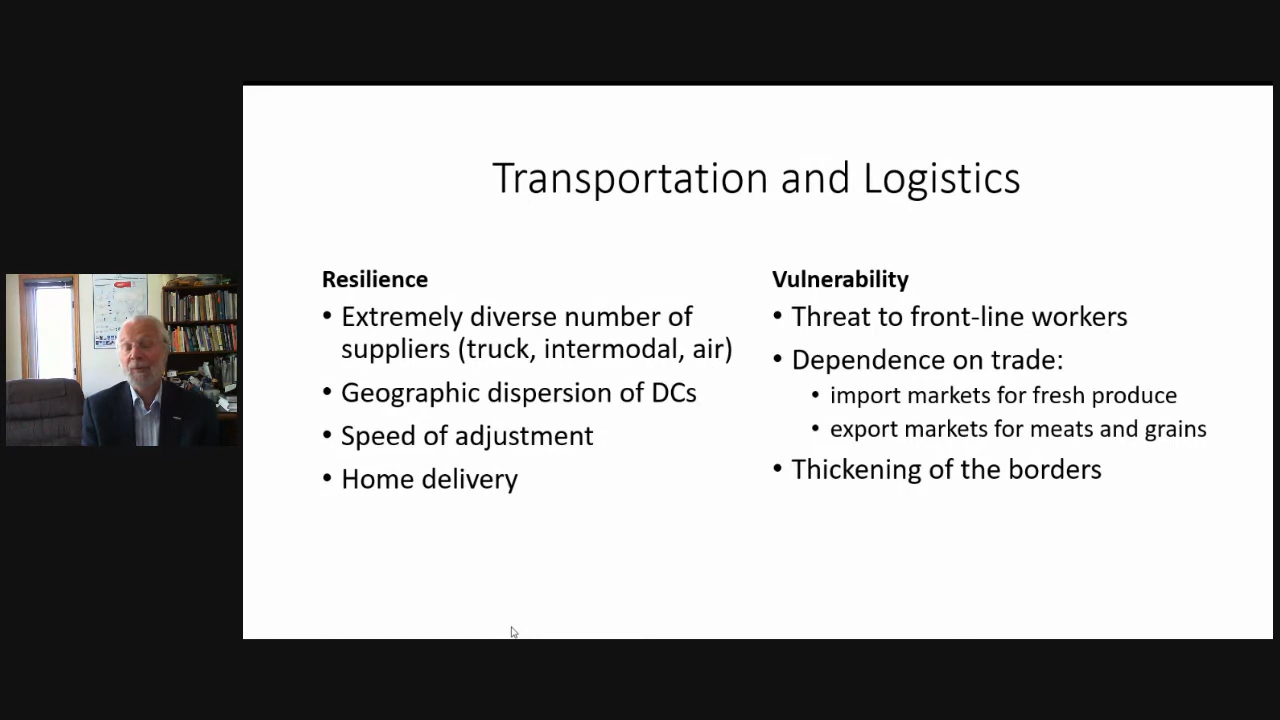 Transportation and Logistics
Resilience
• Extremely diverse number of
suppliers (truck, intermodal, air)
• Geographic dispersion of DCs
• Speed of adjustment
• Home delivery
Vulnerability
• Threat to front-line workers
• Dependence on trade:
• import markets for fresh produce
• export markets for meats and grains
• Thickening of the borders